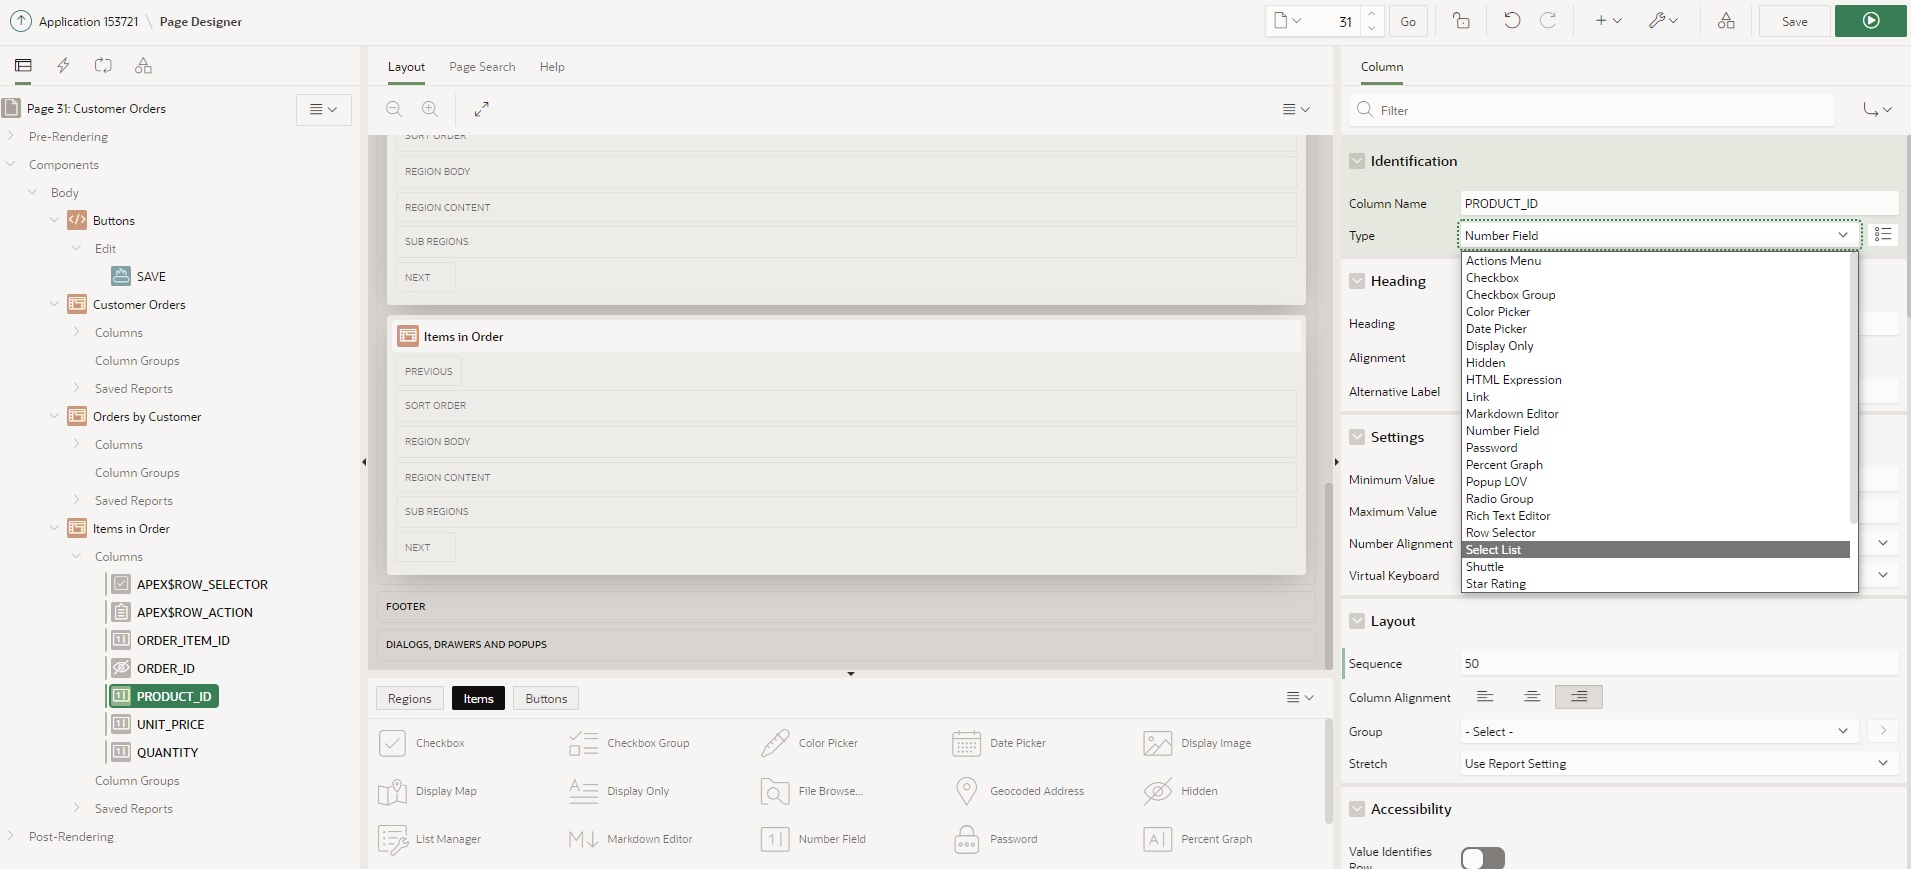 Application 153721 \ Page Designer
31
Go
Save
Layout
Page Search
Help
Column
Page 31: Customer Orders
Pre-Rendering
Components
Body
Buttons
Edit
SAVE
Customer Orders
Columns
Column Groups
Saved Reports
Orders by Customer
Columns
Column Groups
Saved Reports
Items in Order
Columns
APEX$ROW_SELECTOR
APEX$ROW_ACTION
ORDER_ITEM_ID
ORDER_ID
PRODUCT_ID
UNIT_PRICE
QUANTITY
Column Groups
Saved Reports
Post-Rendering
SORT ORDER
REGION BODY
REGION CONTENT
SUB REGIONS
NEXT
Items in Order
PREVIOUS
SORT ORDER
REGION BODY
REGION CONTENT
SUB REGIONS
NEXT
FOOTER
DIALOGS, DRAWERS AND POPUPS
Regions
Items
Buttons
Checkbox
Checkbox Group
Color Picker
Date Picker
Display Image
Display Map
Display Only
File Browse...
Geocoded Address
Hidden
List Manager
Markdown Editor
Number Field
Password
Percent Graph
Filter
Identification
Column Name
PRODUCT_ID
Type
Number Field
Actions Menu
Checkbox
Checkbox Group
Color Picker
Date Picker
Display Only
Hidden
HTML Expression
Link
Markdown Editor
Number Field
Password
Percent Graph
Popup LOV
Radio Group
Rich Text Editor
Row Selector
Select List
Shuttle
Star Rating
Heading
Heading
Alignment
Alternative Label
Settings
Minimum Value
Maximum Value
Number Alignment
Virtual Keyboard
Layout
Sequence
50
Column Alignment
Group
- Select -
Stretch
Use Report Setting
Accessibility
Value Identifies
Row